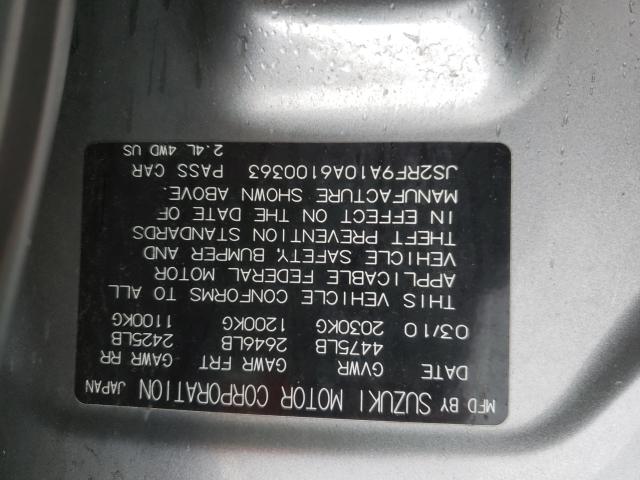 MFD BY SUZUKI MOTOR CORPORATION JAPAN
DATE GVWR GAWR FRT GAWR RR
4475LB 2646LB 2425LB
03/10 2030KG 1200KG 1100KG
THIS VEHICLE CONFORMS TO ALL
APPLICABLE FEDERAL MOTOR
VEHICLE SAFETY, BUMPER AND
THEFT PREVENTION STANDARDS
IN EFFECT ON THE DATE OF
MANUFACTURE SHOWN ABOVE.
JS2RF9A10A6100363 PASS CAR
2.4L 4WD US